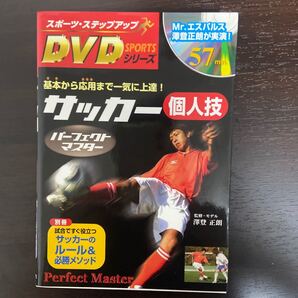 スポーツ・ステップアップ
DVD SPORTS
シリーズ
Mr.エスパルス
澤登正朗が実演!
57min
基本から応用まで一気に上達!
サッカー 個人技
パーフェクト
マスター
監修・モデル
澤登 正朗
別冊
試合ですぐ役立つ
サッカーの
ルール&
必勝メソッド
Perfect Master